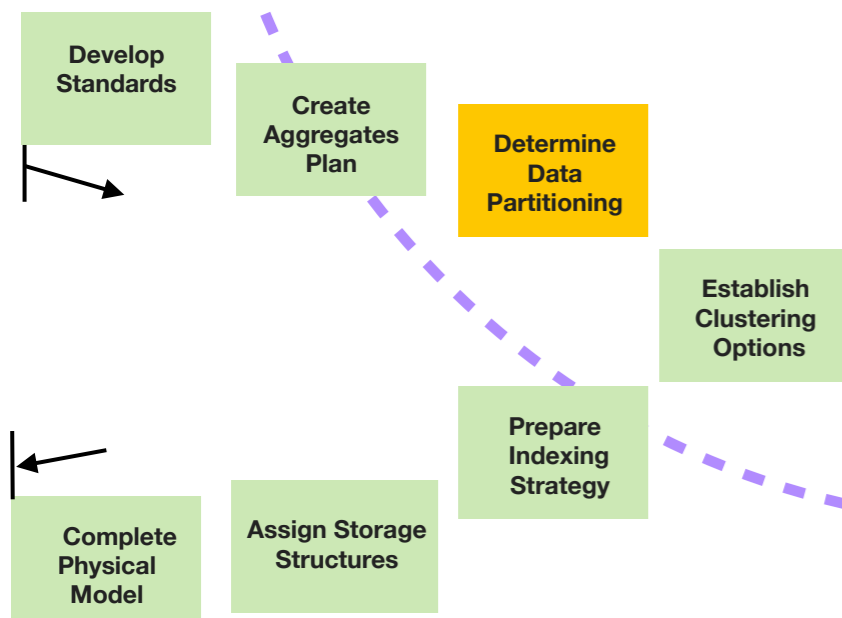 Develop
Standards
Create
Aggregates
Plan
Determine
Data
Partitioning
Establish
Clustering
Options
Prepare
Indexing
Strategy
Assign Storage
Structures
Complete
Physical
Model